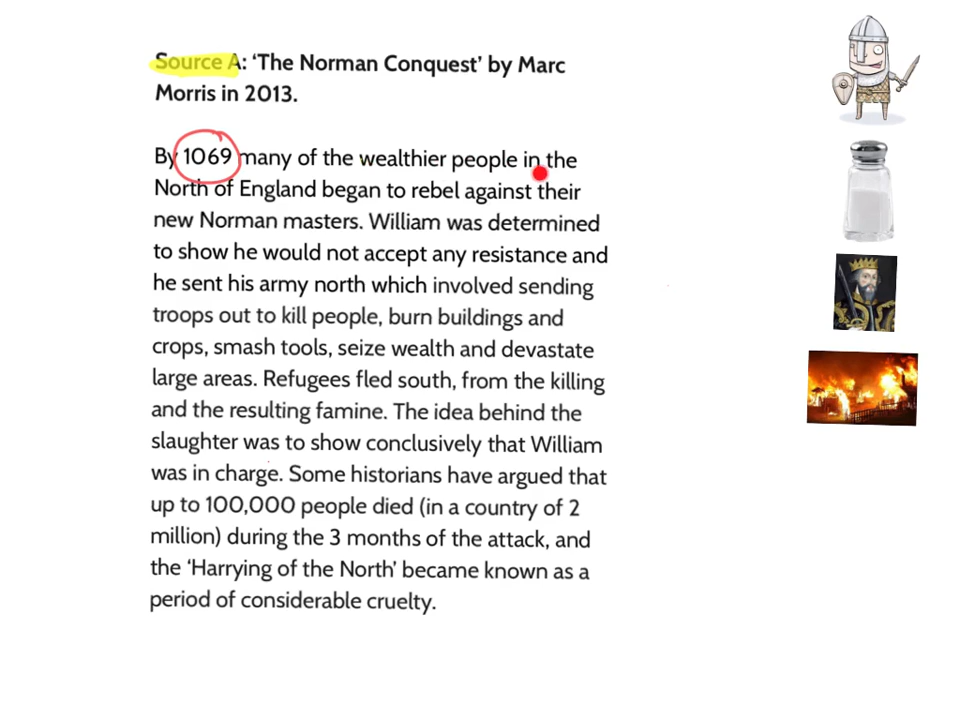 Source A: ‘The Norman Conquest’ by Marc
Morris in 2013.
By 1069 many of the wealthier people in the
North of England began to rebel against their
new Norman masters. William was determined
to show he would not accept any resistance and
he sent his army north which involved sending
troops out to kill people, burn buildings and
crops, smash tools, seize wealth and devastate
large areas. Refugees fled south, from the killing
and the resulting famine. The idea behind the
slaughter was to show conclusively that William
was in charge. Some historians have argued that
up to 100,000 people died (in a country of 2
million) during the 3 months of the attack, and
the ‘Harrying of the North’ became known as a
period of considerable cruelty.